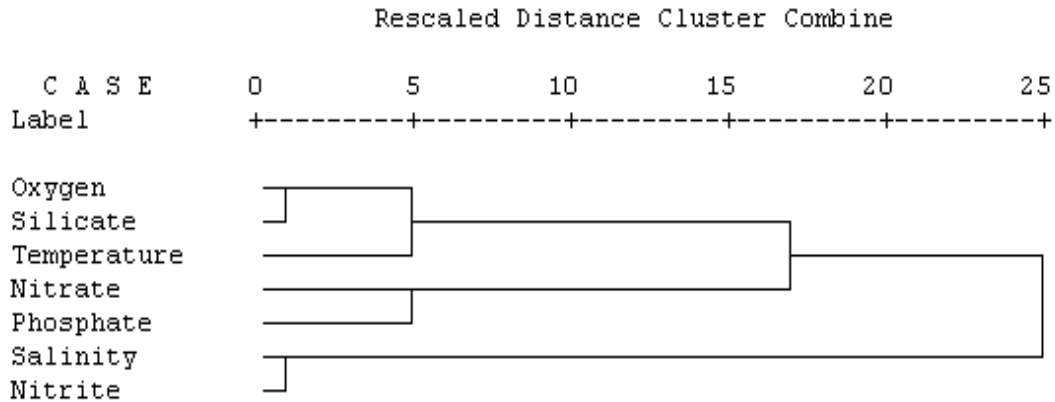 Rescaled Distance Cluster Combine
C A S E 0 5 10 15 20 25
Label +---------+---------+---------+---------+---------+
Oxygen
Silicate
Temperature
Nitrate
Phosphate
Salinity
Nitrite